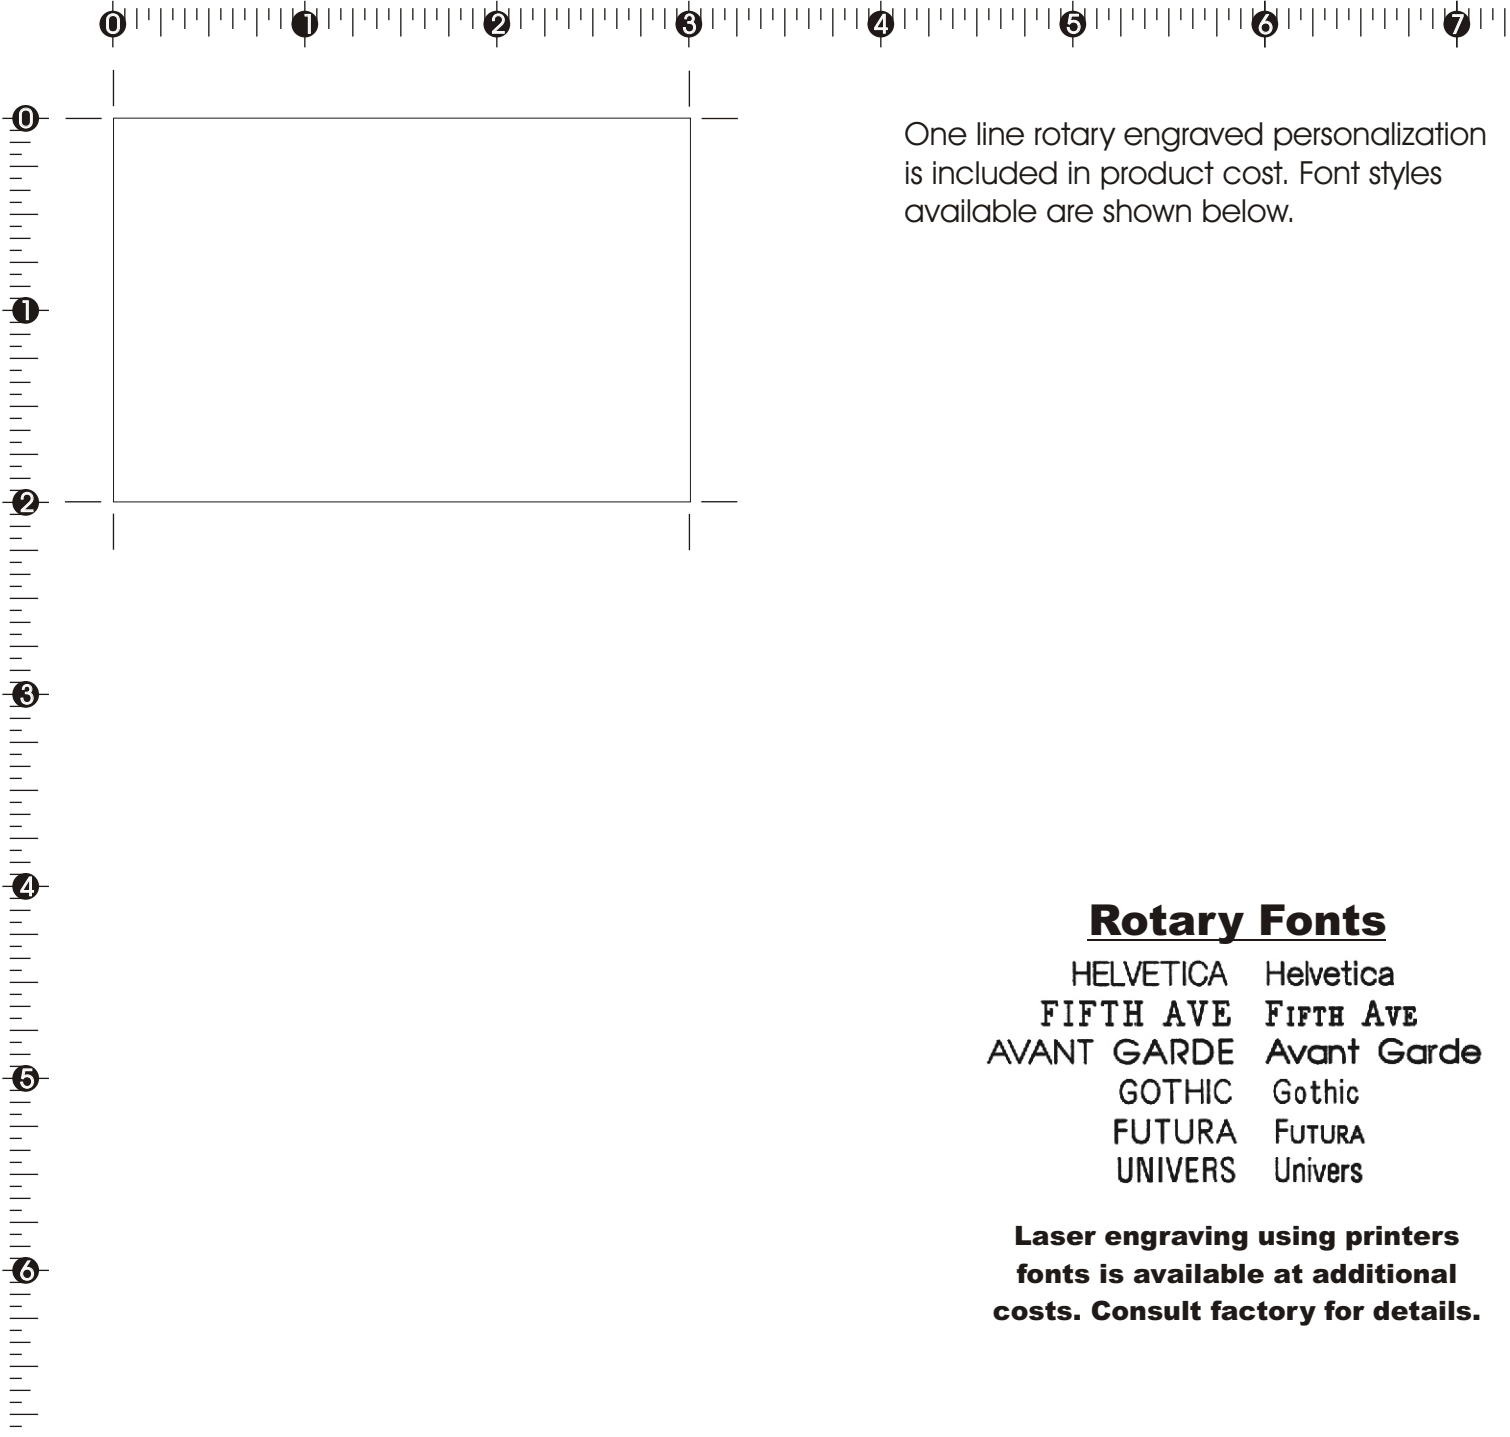 0 1 2 3 4 5 6 7
0
1
2
3
4
5
6
One line rotary engraved personalization
is included in product cost. Font styles
available are shown below.
Rotary Fonts
HELVETICA Helvetica
FIFTH AVE FIFTH AVE
AVANT GARDE Avant Garde
GOTHIC Gothic
FUTURA FUTURA
UNIVERS Univers
Laser engraving using printers
fonts is available at additional
costs. Consult factory for details.